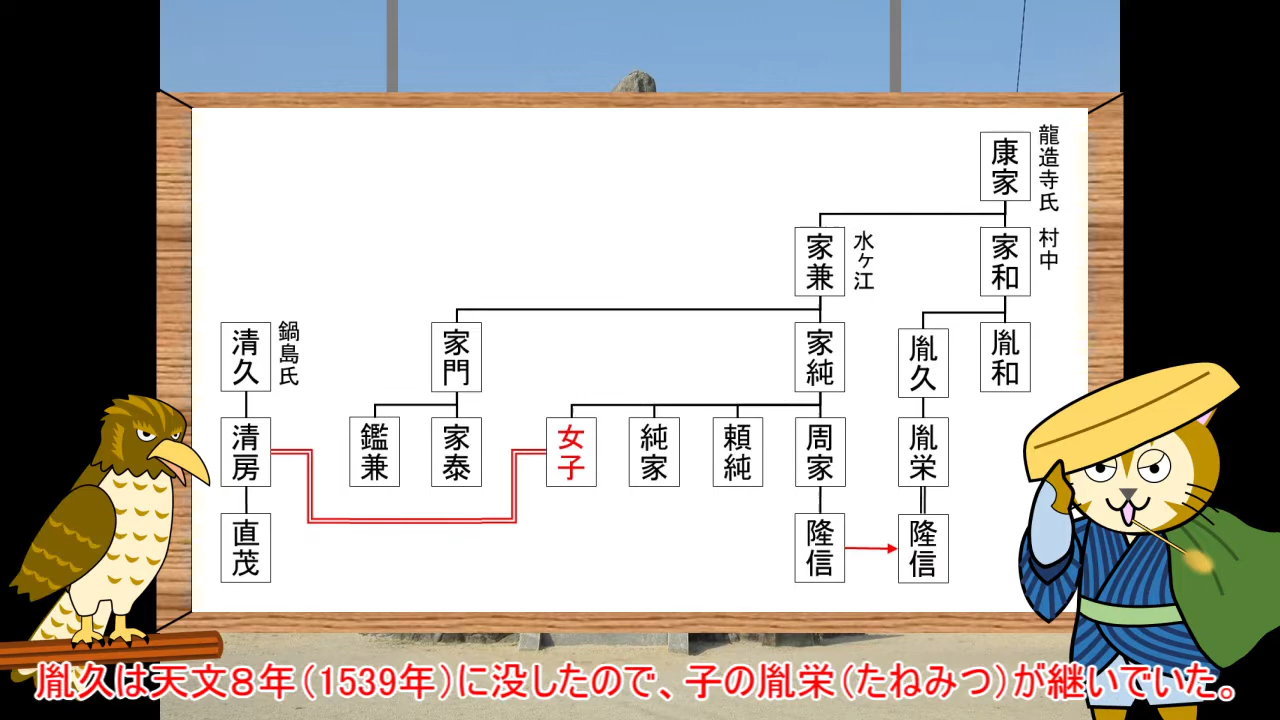 龍造寺氏
康家
村中
家和
水ヶ江
家兼
胤和
胤久
家純
家門
鍋島氏
清久
胤栄
周家
頼純
純家
女子
家泰
鑑兼
清房
隆信
隆信
直茂
胤久は天文８年（1539年）に没したので、子の胤栄（たねみつ）が継いでいた。